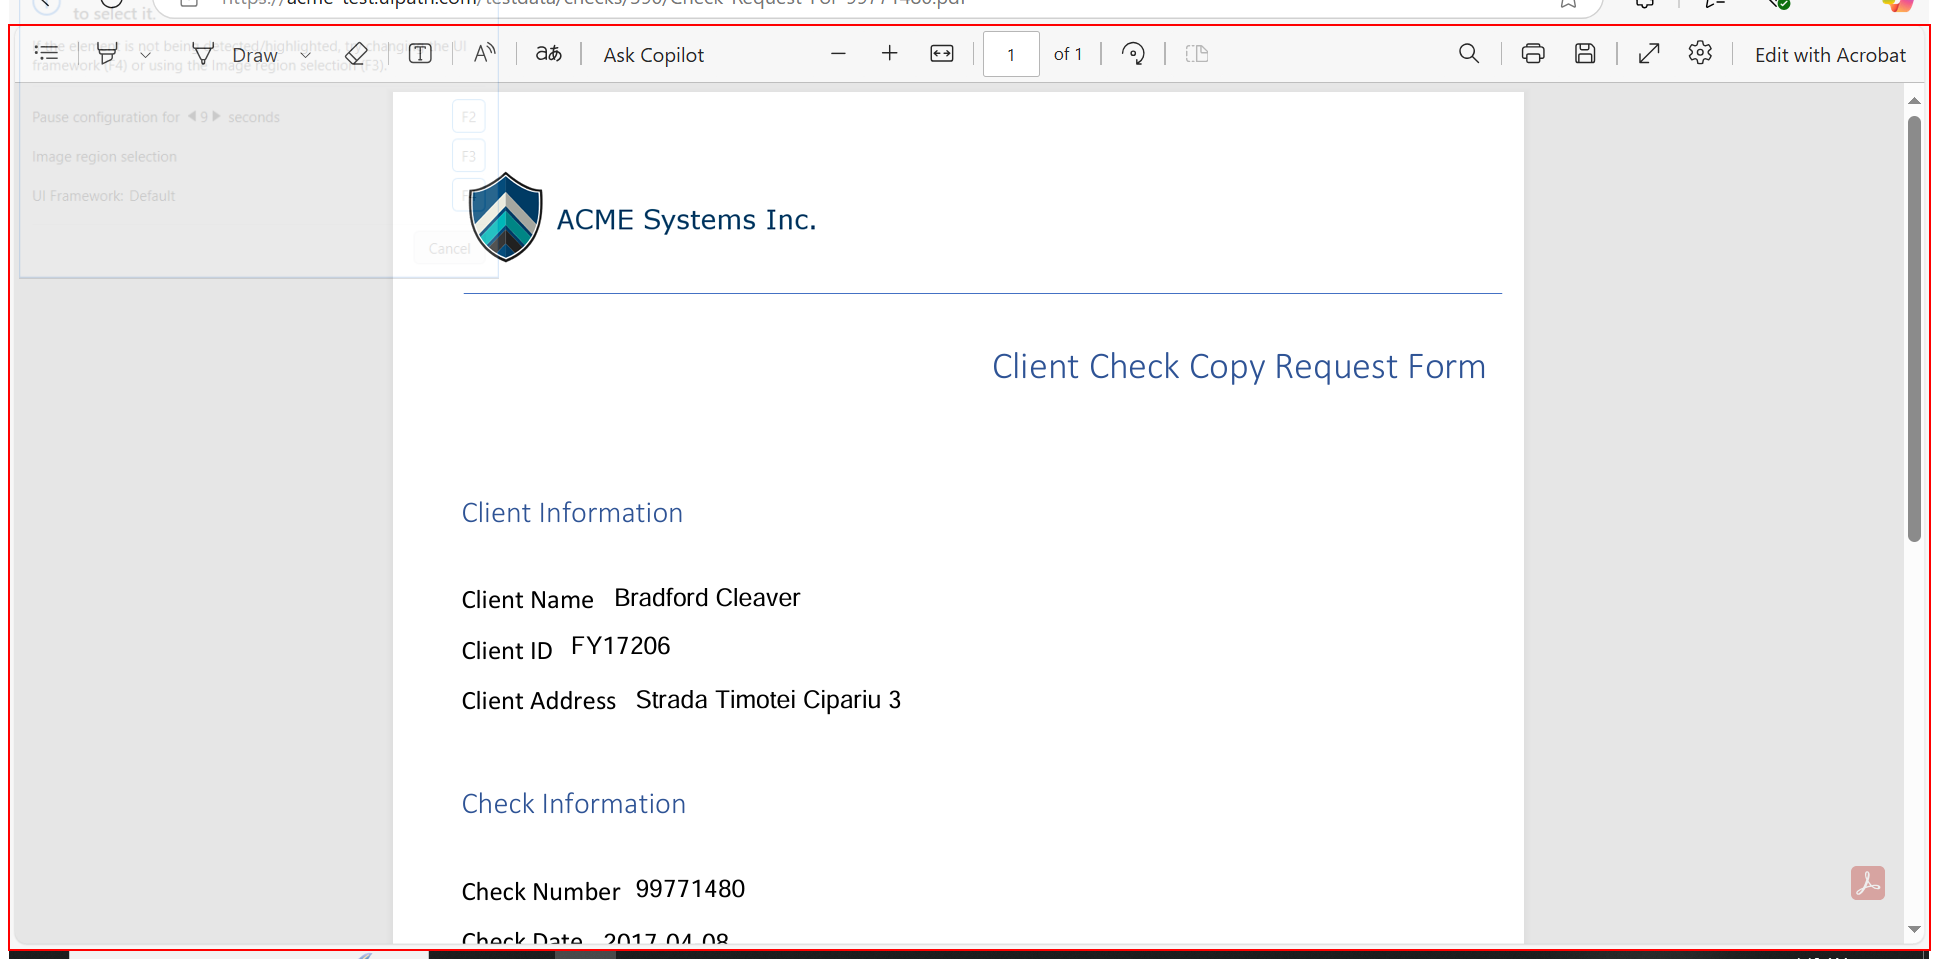 to select it.
https://acme-test.uipath.com/testdata/checks/390/Check-Request-For-99771480.pdf
If the element is not being detected/highlighted, try changing the UI
framework (F4) or using the Image region selection (F3).
Draw
T
A
aあ
Ask Copilot
1
of 1
Edit with Acrobat
Pause configuration for 9 seconds
F2
Image region selection
F3
UI Framework: Default
Cancel
ACME Systems Inc.
Client Check Copy Request Form
Client Information
Client Name Bradford Cleaver
Client ID FY17206
Client Address Strada Timotei Cipariu 3
Check Information
Check Number 99771480
Check Date 2017-04-08